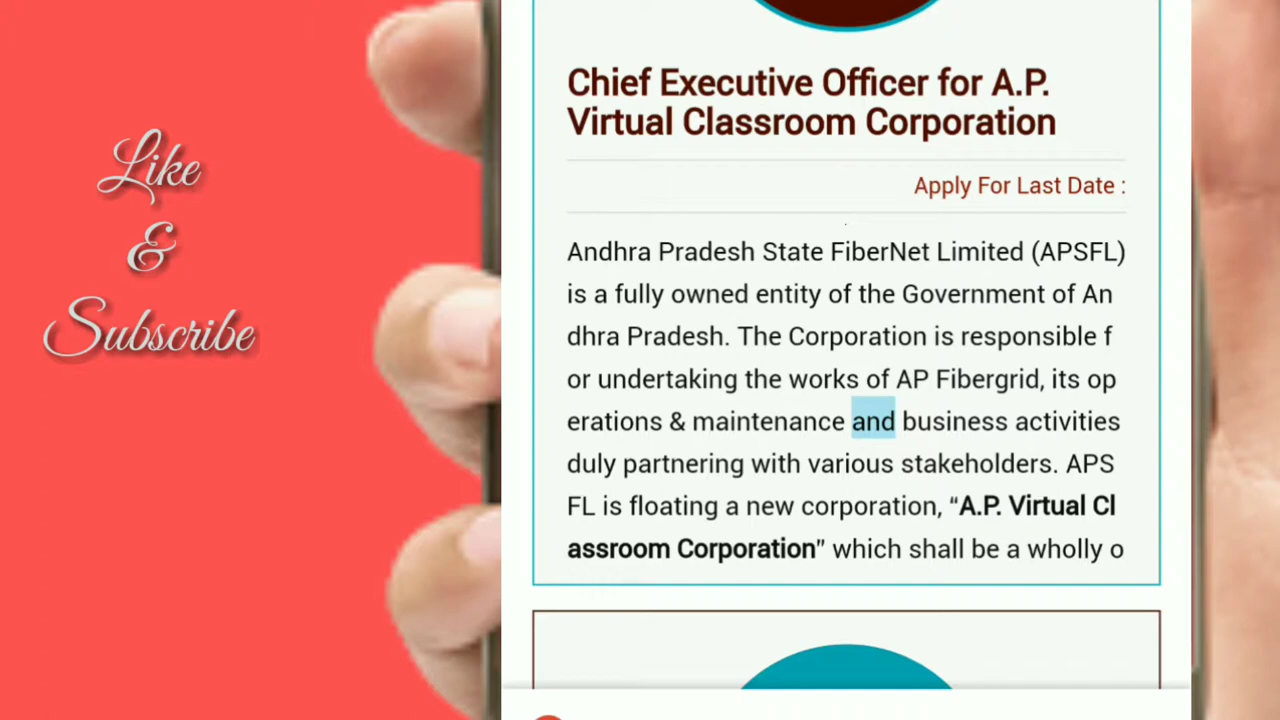 Like
&
Subscribe
Chief Executive Officer for A.P.
Virtual Classroom Corporation
Apply For Last Date :
Andhra Pradesh State FiberNet Limited (APSFL)
is a fully owned entity of the Government of An
dhra Pradesh. The Corporation is responsible f
or undertaking the works of AP Fibergrid, its op
erations & maintenance and business activities
duly partnering with various stakeholders. APS
FL is floating a new corporation, “A.P. Virtual Cl
assroom Corporation” which shall be a wholly o